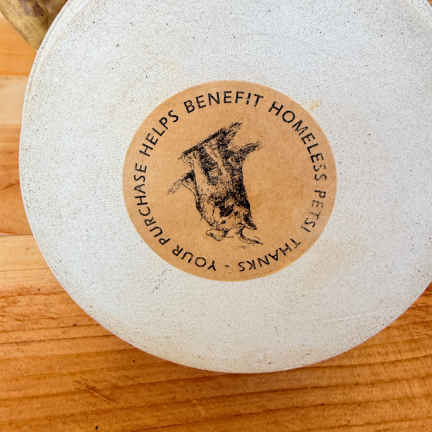 YOUR PURCHASE HELPS BENEFIT HOMELESS PETS! THANKS -